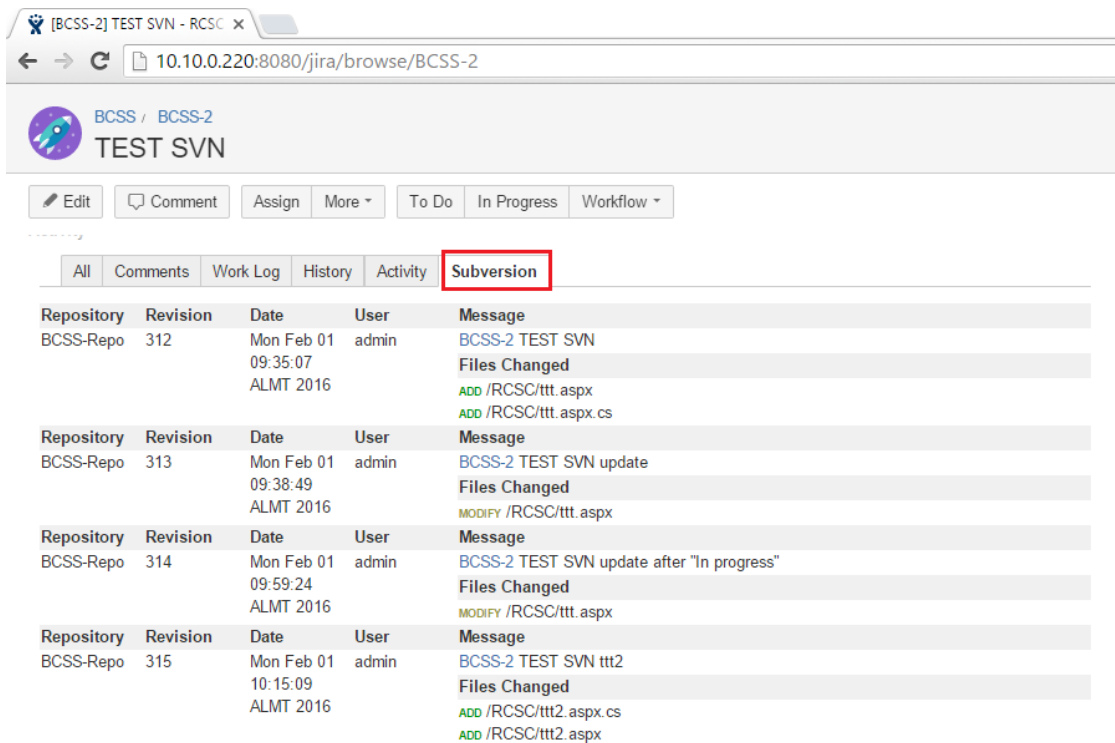 [BCSS-2] TEST SVN - RCSC
10.10.0.220:8080/jira/browse/BCSS-2
BCSS / BCSS-2
TEST SVN
Edit Comment Assign More To Do In Progress Workflow
All Comments Work Log History Activity Subversion
Repository Revision Date User Message
BCSS-Repo 312 Mon Feb 01 admin BCSS-2 TEST SVN
09:35:07 Files Changed
ALMT 2016 ADD /RCSC/ttt.aspx
ADD /RCSC/ttt.aspx.cs
Repository Revision Date User Message
BCSS-Repo 313 Mon Feb 01 admin BCSS-2 TEST SVN update
09:38:49 Files Changed
ALMT 2016 MODIFY /RCSC/ttt.aspx
Repository Revision Date User Message
BCSS-Repo 314 Mon Feb 01 admin BCSS-2 TEST SVN update after "In progress"
09:59:24 Files Changed
ALMT 2016 MODIFY /RCSC/ttt.aspx
Repository Revision Date User Message
BCSS-Repo 315 Mon Feb 01 admin BCSS-2 TEST SVN ttt2
10:15:09 Files Changed
ALMT 2016 ADD /RCSC/ttt2.aspx.cs
ADD /RCSC/ttt2.aspx